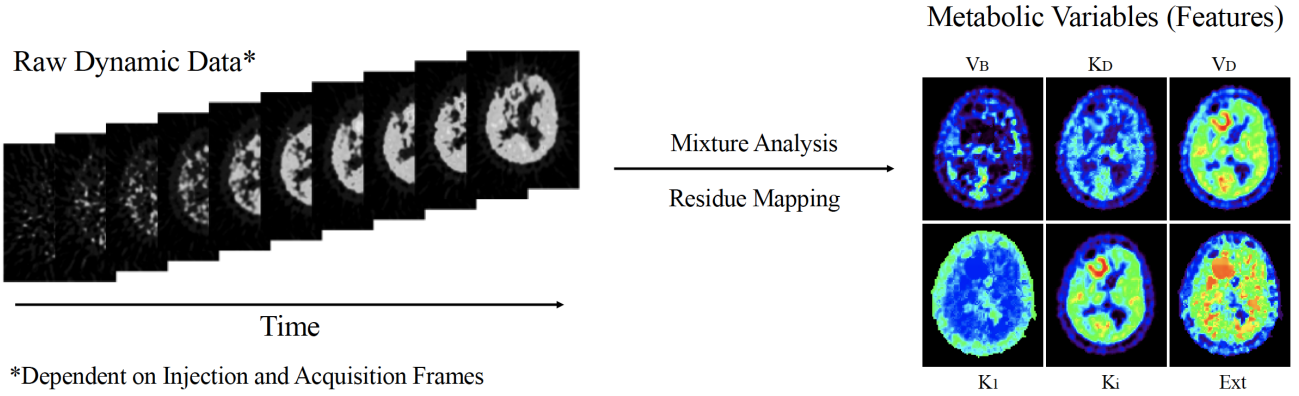 Metabolic Variables (Features)
Raw Dynamic Data*
VB KD VD
Mixture Analysis
Residue Mapping
Time
*Dependent on Injection and Acquisition Frames
K1 Ki Ext